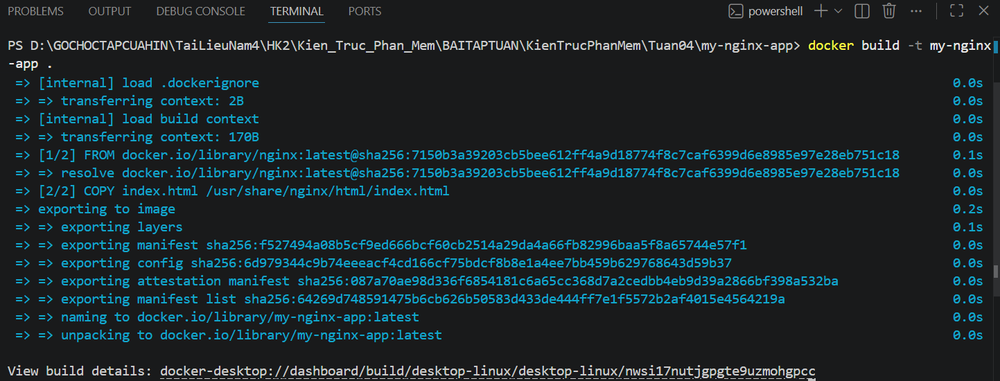 PROBLEMS OUTPUT DEBUG CONSOLE TERMINAL PORTS powershell
PS D:\GOCHOCTAPCUAHIN\TaiLieuNam4\HK2\Kien_Truc_Phan_Mem\BAITAPTUAN\KienTrucPhanMem\Tuan04\my-nginx-app> docker build -t my-nginx
-app .
=> [internal] load .dockerignore 0.0s
=> => transferring context: 2B 0.0s
=> [internal] load build context 0.0s
=> => transferring context: 170B 0.0s
=> [1/2] FROM docker.io/library/nginx:latest@sha256:7150b3a39203cb5bee612ff4a9d18774f8c7caf6399d6e8985e97e28eb751c18 0.1s
=> => resolve docker.io/library/nginx:latest@sha256:7150b3a39203cb5bee612ff4a9d18774f8c7caf6399d6e8985e97e28eb751c18 0.0s
=> [2/2] COPY index.html /usr/share/nginx/html/index.html 0.0s
=> exporting to image 0.2s
=> => exporting layers 0.1s
=> => exporting manifest sha256:f527494a08b5cf9ed666bcf60cb2514a29da4a66fb82996baa5f8a65744e57f1 0.0s
=> => exporting config sha256:6d979344c9b74eeeacf4cd166cf75bdcf8b8e1a4ee7bb459b629768643d59b37 0.0s
=> => exporting attestation manifest sha256:087a70ae98d336f6854181c6a65cc368d7a2cedbb4eb9d39a2866bf398a532ba 0.0s
=> => exporting manifest list sha256:64269d748591475b6cb626b50583d433de444ff7e1f5572b2af4015e4564219a 0.0s
=> => naming to docker.io/library/my-nginx-app:latest 0.0s
=> => unpacking to docker.io/library/my-nginx-app:latest 0.0s
View build details: docker-desktop://dashboard/build/desktop-linux/desktop-linux/nwsi17nutjgpgte9uzmohgpcc